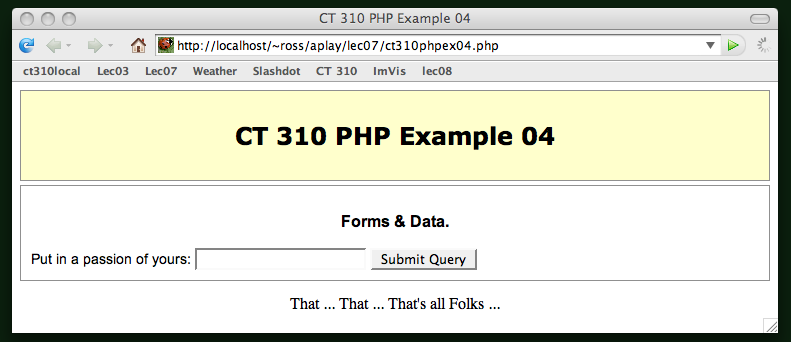 CT 310 PHP Example 04
http://localhost/~ross/aplay/lec07/ct310phpex04.php
ct310local Lec03 Lec07 Weather Slashdot CT 310 ImVis lec08
CT 310 PHP Example 04
Forms & Data.
Put in a passion of yours: Submit Query
That ... That ... That's all Folks ...